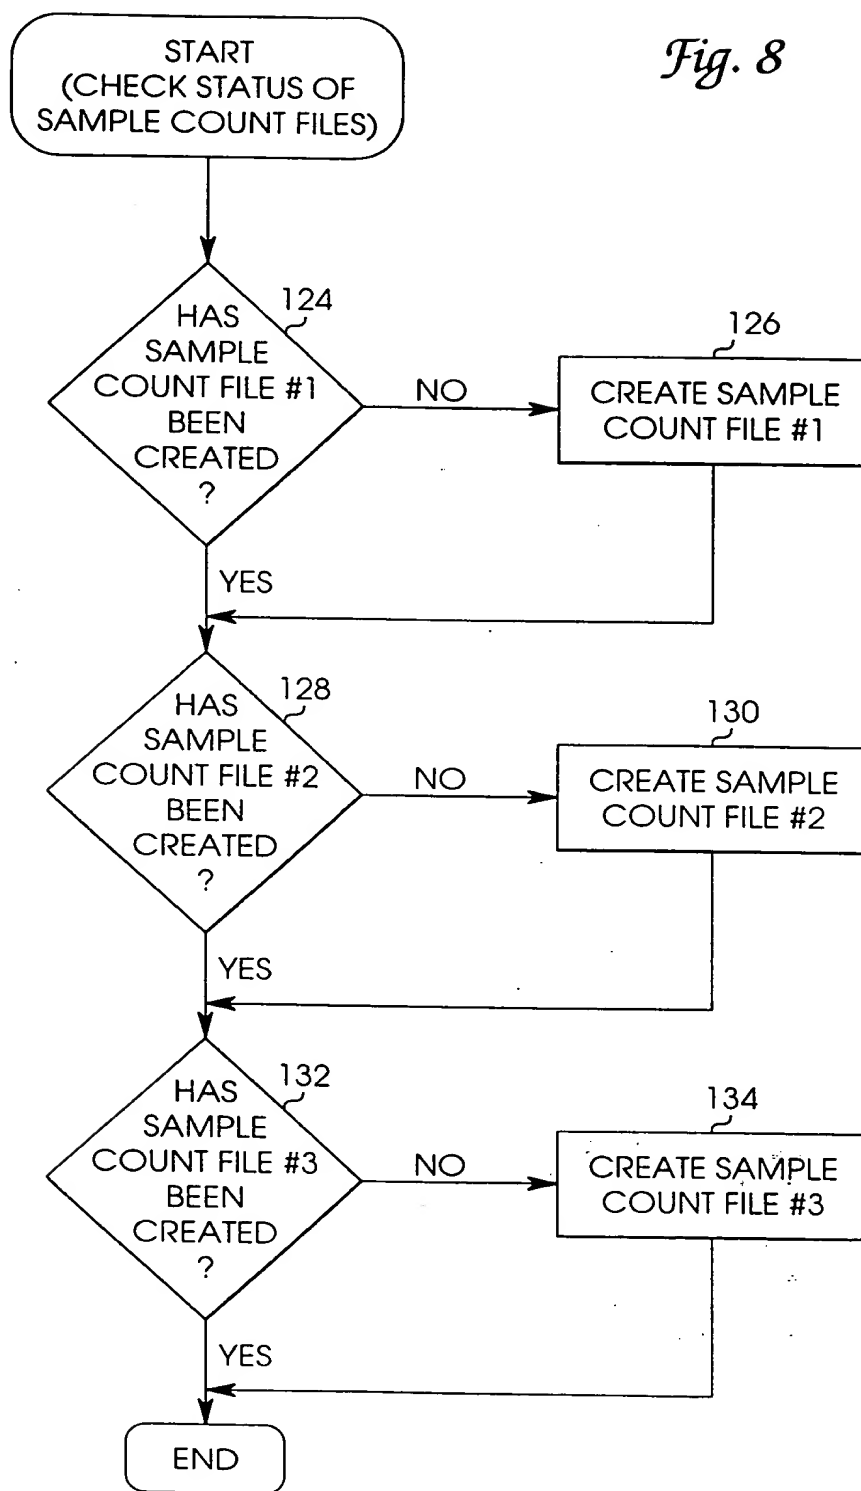 Fig. 8
START
(CHECK STATUS OF
SAMPLE COUNT FILES)
124
HAS
SAMPLE
COUNT FILE #1
BEEN
CREATED
?
NO
126
CREATE SAMPLE
COUNT FILE #1
YES
128
HAS
SAMPLE
COUNT FILE #2
BEEN
CREATED
?
NO
130
CREATE SAMPLE
COUNT FILE #2
YES
132
HAS
SAMPLE
COUNT FILE #3
BEEN
CREATED
?
NO
134
CREATE SAMPLE
COUNT FILE #3
YES
END